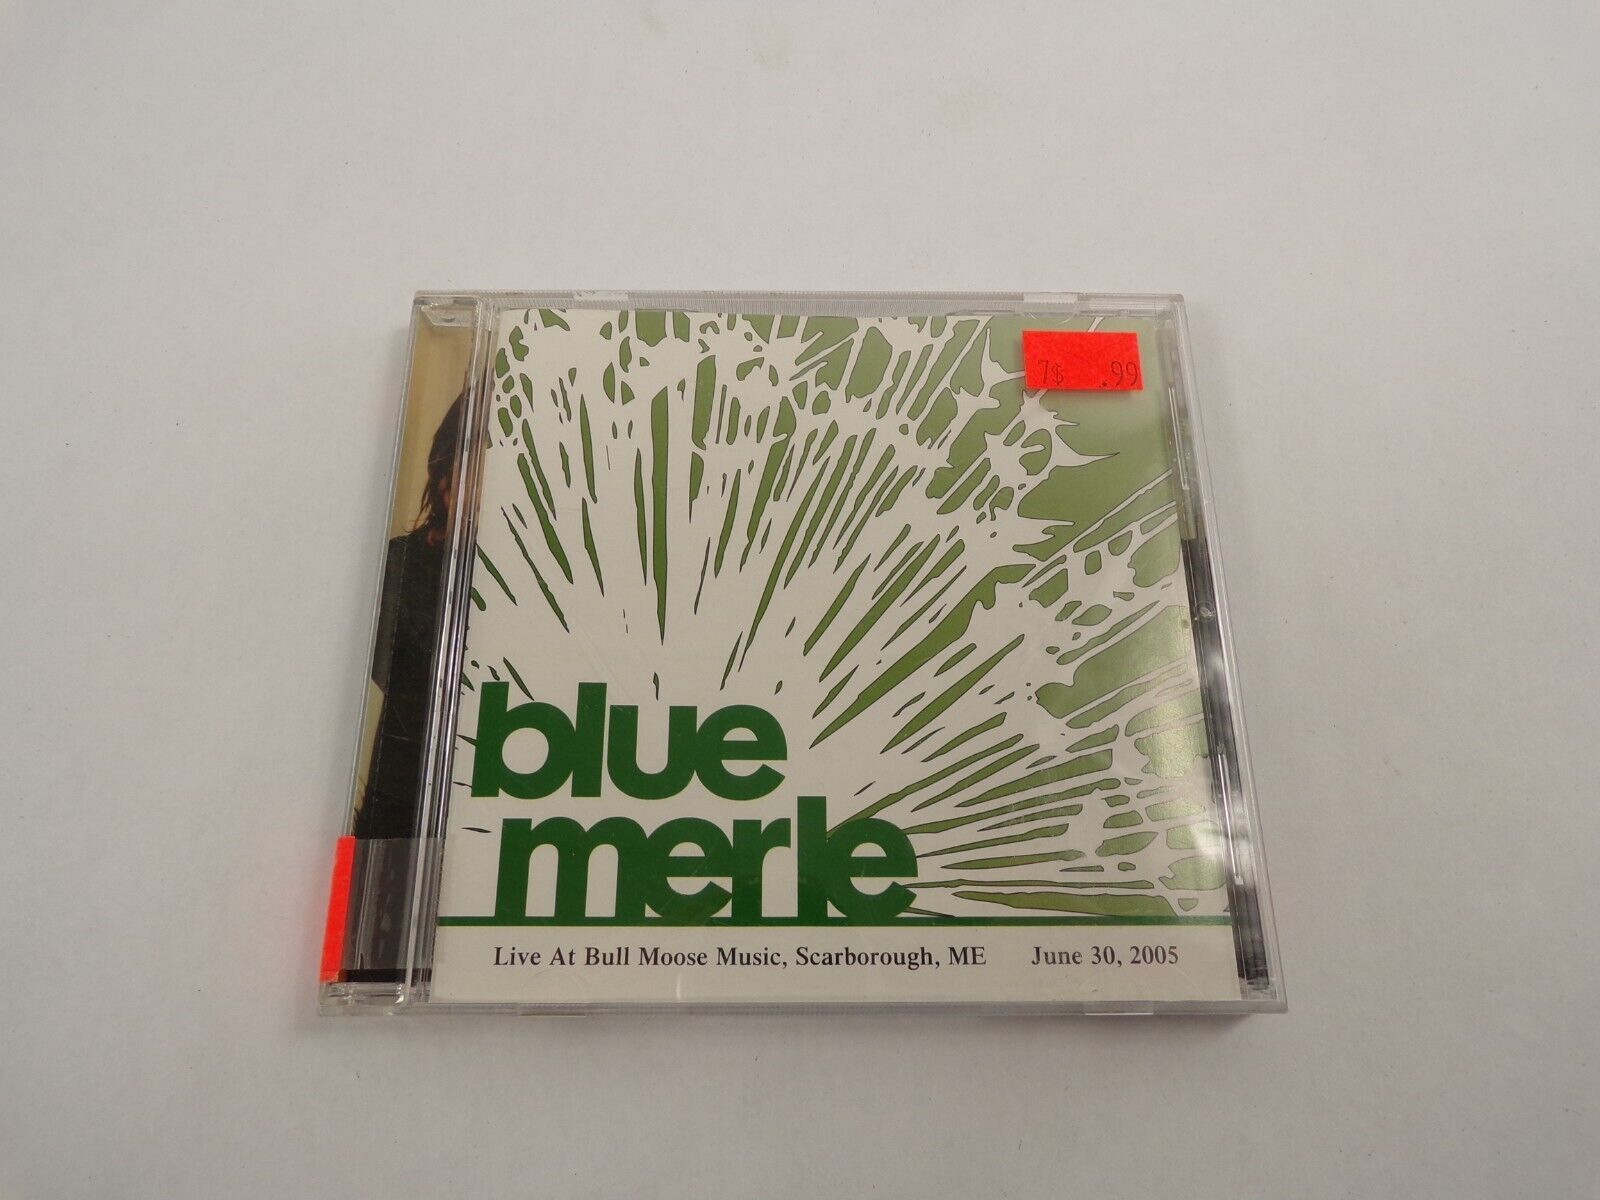 7$ .99
blue
merle
Live At Bull Moose Music, Scarborough, ME June 30, 2005